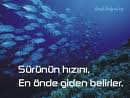 Sürünün hızını,
En önde giden belirler.